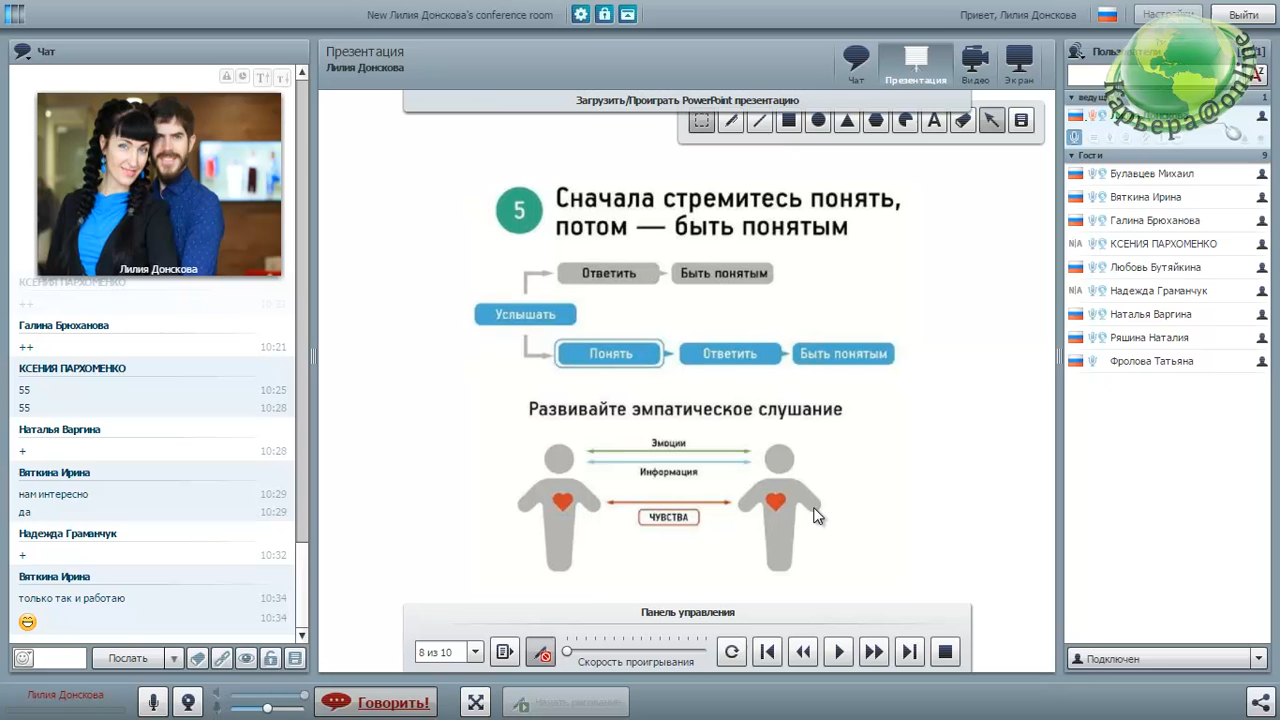 New Лилия Донскова's conference room
Привет, Лилия Донскова
Настройки
Выйти
Чат
Лилия Донскова
КСЕНИЯ ПАРХОМЕНКО
++
Галина Брюханова
++ 10:21
КСЕНИЯ ПАРХОМЕНКО
55 10:25
55 10:28
Наталья Варгина
+ 10:28
Вяткина Ирина
нам интересно 10:29
да 10:29
Надежда Граманчук
+ 10:32
Вяткина Ирина
только так и работаю 10:34
10:34
Послать
Презентация
Лилия Донскова
Чат
Презентация
Видео
Экран
Загрузить/Проиграть PowerPoint презентацию
5 Сначала стремитесь понять,
потом — быть понятым
Ответить Быть понятым
Услышать
Понять Ответить Быть понятым
Развивайте эмпатическое слушание
Эмоции
Информация
ЧУВСТВА
Панель управления
8 из 10
Скорость проигрывания
Карьера@online
1
Гости 9
Булавцев Михаил
Вяткина Ирина
Галина Брюханова
N/A КСЕНИЯ ПАРХОМЕНКО
Любовь Бутяйкина
N/A Надежда Граманчук
Наталья Варгина
Ряшина Наталия
Фролова Татьяна
Подключен
Лилия Донскова
Говорить!
Начать рисование